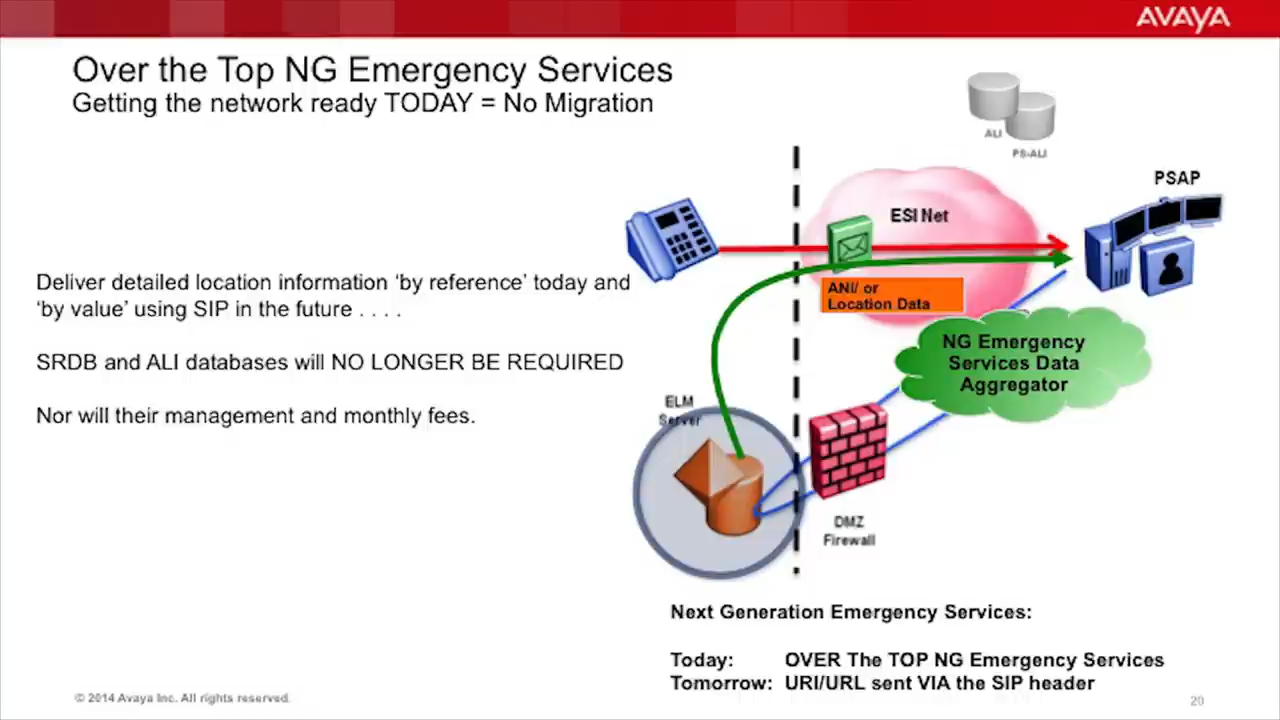 AVAYA
Over the Top NG Emergency Services
Getting the network ready TODAY = No Migration
ALI
PS-ALI
PSAP
ESI Net
Deliver detailed location information ‘by reference’ today and
‘by value’ using SIP in the future . . . .
ANI/ or
Location Data
SRDB and ALI databases will NO LONGER BE REQUIRED
NG Emergency
Services Data
Aggregator
Nor will their management and monthly fees.
ELM
Server
DMZ
Firewall
Next Generation Emergency Services:
Today: OVER The TOP NG Emergency Services
Tomorrow: URI/URL sent VIA the SIP header
© 2014 Avaya Inc. All rights reserved.
20